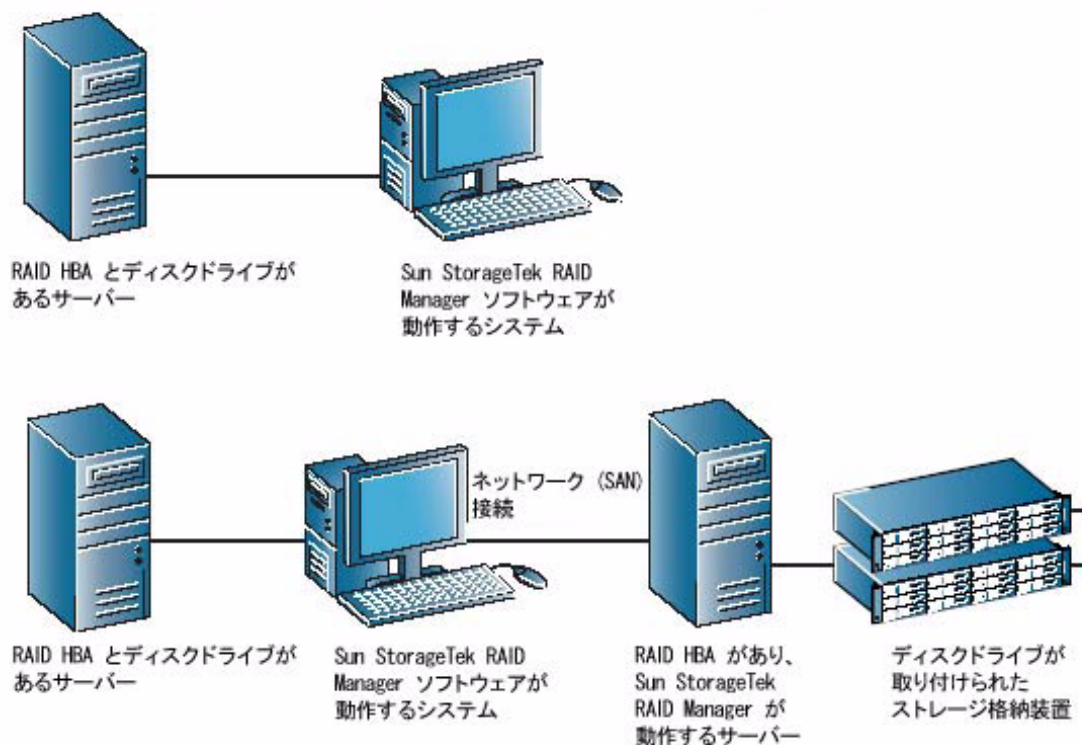 RAID HBA とディスクドライブが
あるサーバー
Sun StorageTek RAID
Manager ソフトウェアが
動作するシステム
ネットワーク (SAN)
接続
RAID HBA とディスクドライブが
あるサーバー
Sun StorageTek RAID
Manager ソフトウェアが
動作するシステム
RAID HBA があり、
Sun StorageTek
RAID Manager が
動作するサーバー
ディスクドライブが
取り付けられた
ストレージ格納装置